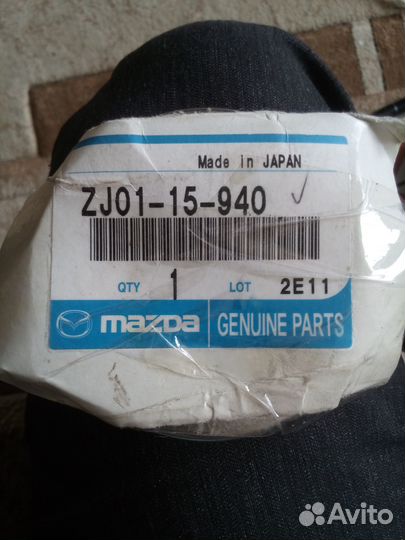 Made in JAPAN
ZJ01-15-940
QTY 1 LOT 2E11
mazda GENUINE PARTS
Avito